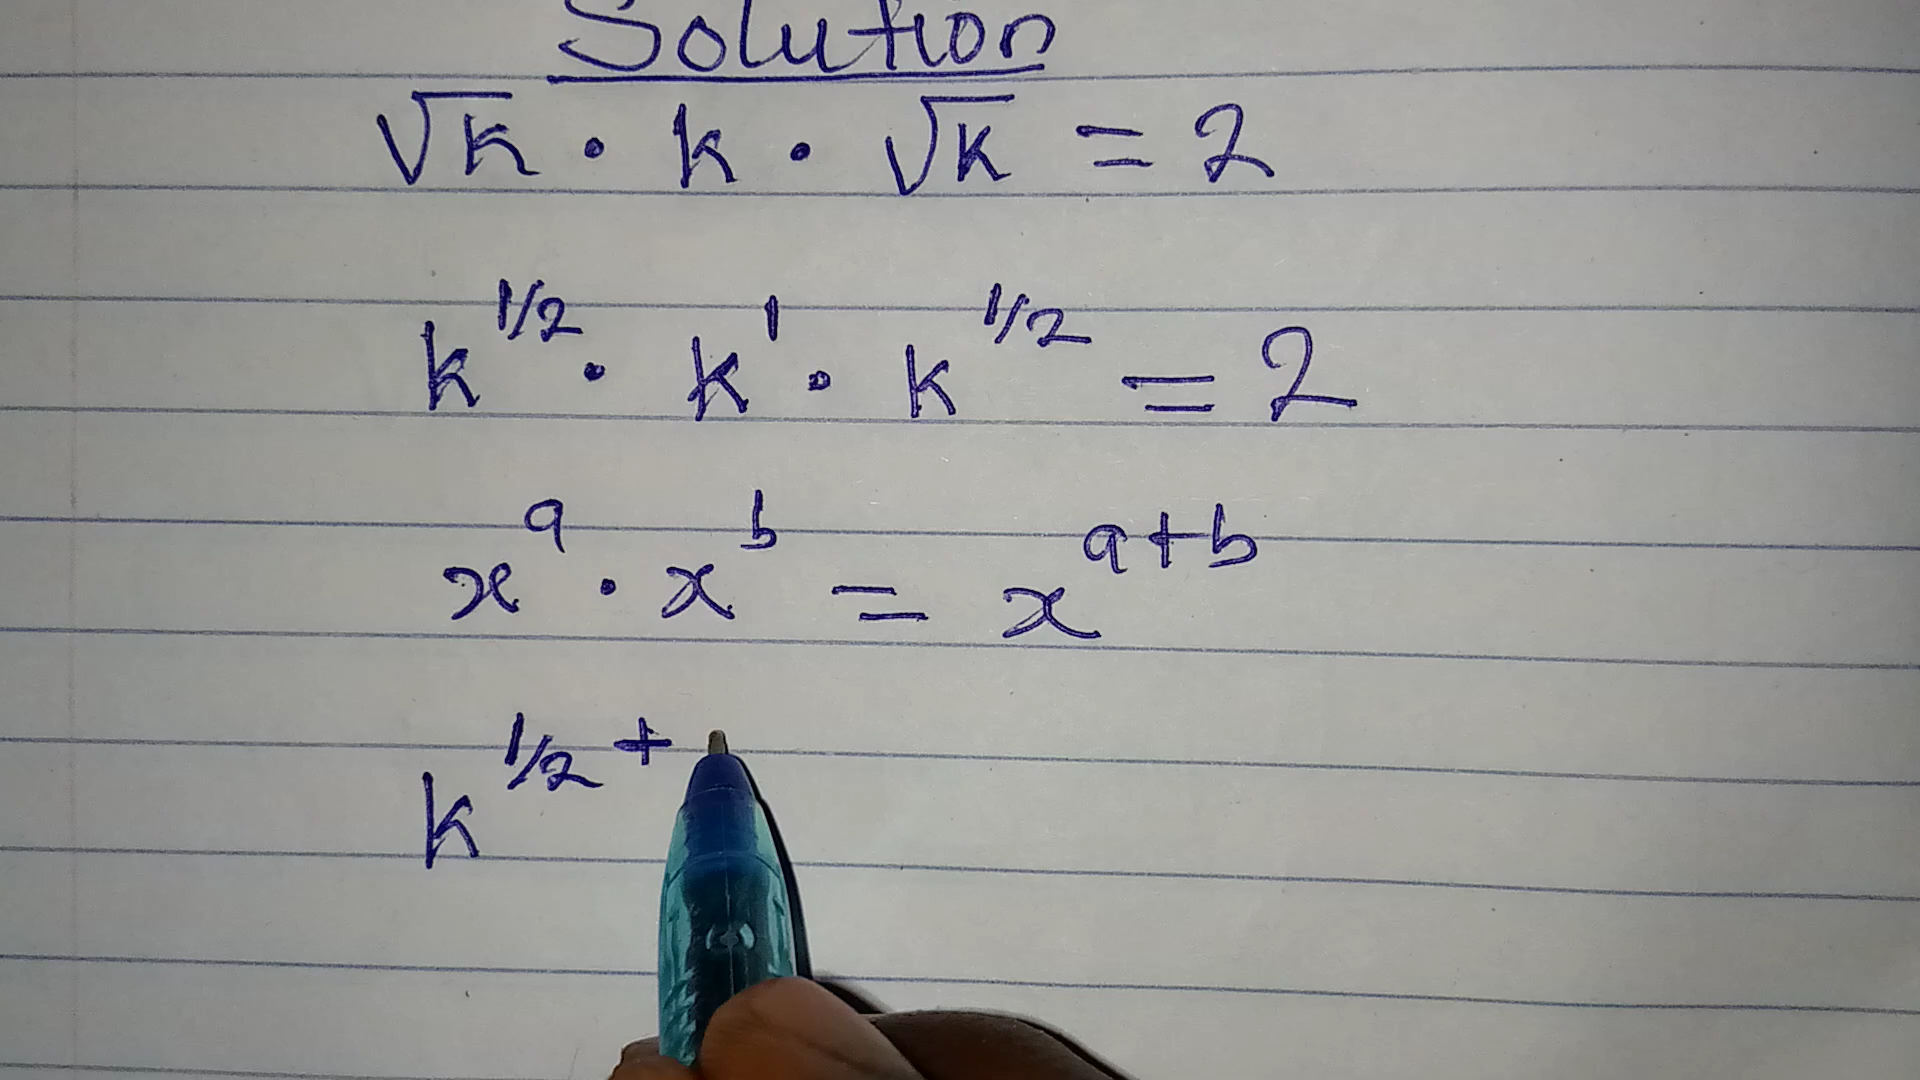 Solution
√k · k · √k = 2
k^1/2 · k^1 · k^1/2 = 2
x^a · x^b = x^a+b
k^1/2 +